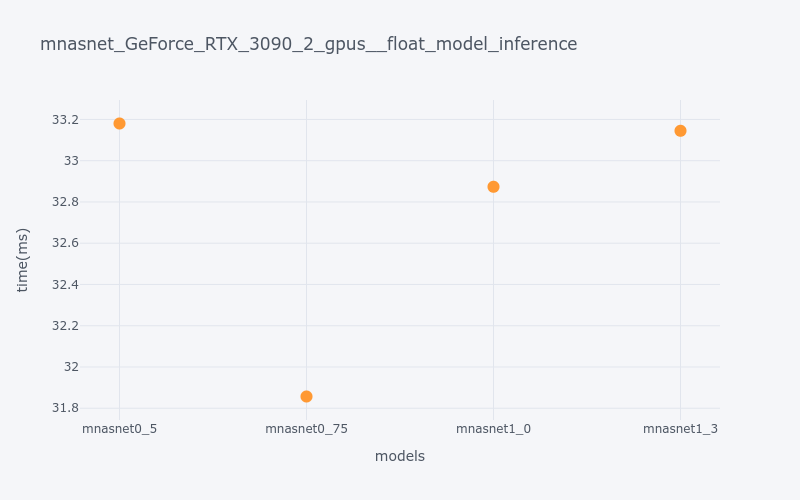 mnasnet_GeForce_RTX_3090_2_gpus__float_model_inference
33.2
33
32.8
32.6
32.4
32.2
32
31.8
time(ms)
mnasnet0_5 mnasnet0_75 mnasnet1_0 mnasnet1_3
models